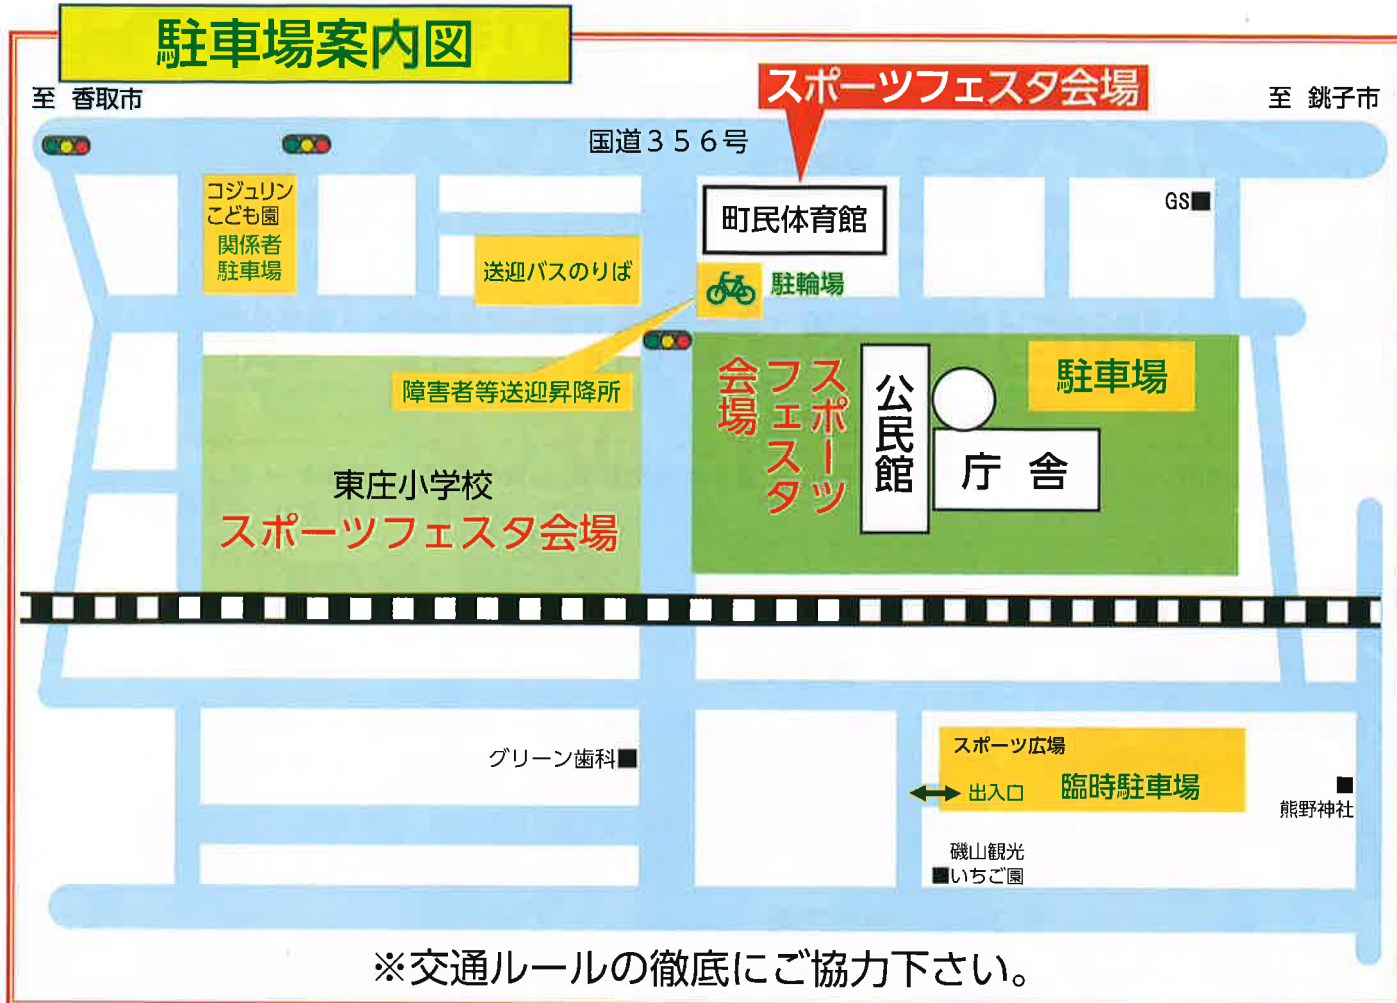 駐車場案内図
至 香取市
スポーツフェスタ会場
至 銚子市
国道356号
コジュリン
こども園
関係者
駐車場
送迎バスのりば
町民体育館
駐輪場
GS
障害者等送迎昇降所
東庄小学校
スポーツフェスタ会場
スポーツ
フェスタ
会場
公民館
庁舎
駐車場
グリーン歯科
スポーツ広場
出入口
臨時駐車場
熊野神社
磯山観光
いちご園
※交通ルールの徹底にご協力下さい。